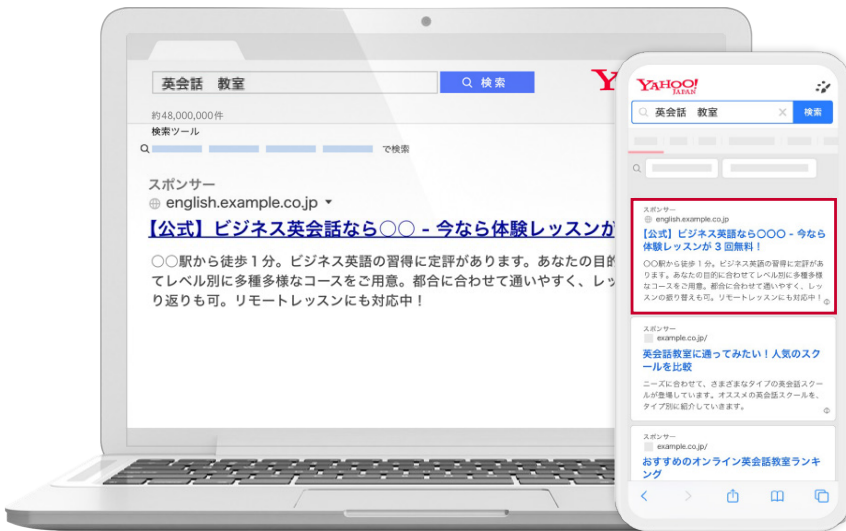 英会話　教室
検索
Y
約48,000,000件
検索ツール
で検索
スポンサー
english.example.co.jp
【公式】ビジネス英会話なら○○ - 今なら体験レッスンが
○○駅から徒歩１分。ビジネス英語の習得に定評があります。あなたの目的
てレベル別に多種多様なコースをご用意。都合に合わせて通いやすく、レッ
り返りも可。リモートレッスンにも対応中！
YAHOO!
JAPAN
英会話　教室
検索
スポンサー
english.example.co.jp
【公式】ビジネス英語なら○○○ - 今なら
体験レッスンが３回無料！
○○駅から徒歩１分。ビジネス英語の習得に定評があ
ります。あなたの目的に合わせてレベル別に多種多様
なコースをご用意。都合に合わせて通いやすく、レッ
スンの振り替えも可。リモートレッスンにも対応中！
スポンサー
example.co.jp/
英会話教室に通ってみたい！人気のスク
ールを比較
ニーズに合わせて、さまざまなタイプの英会話スクー
ルが登場しています。オススメの英会話スクールを、
タイプ別に紹介していきます。
スポンサー
example.co.jp/
おすすめのオンライン英会話教室ランキ
ング